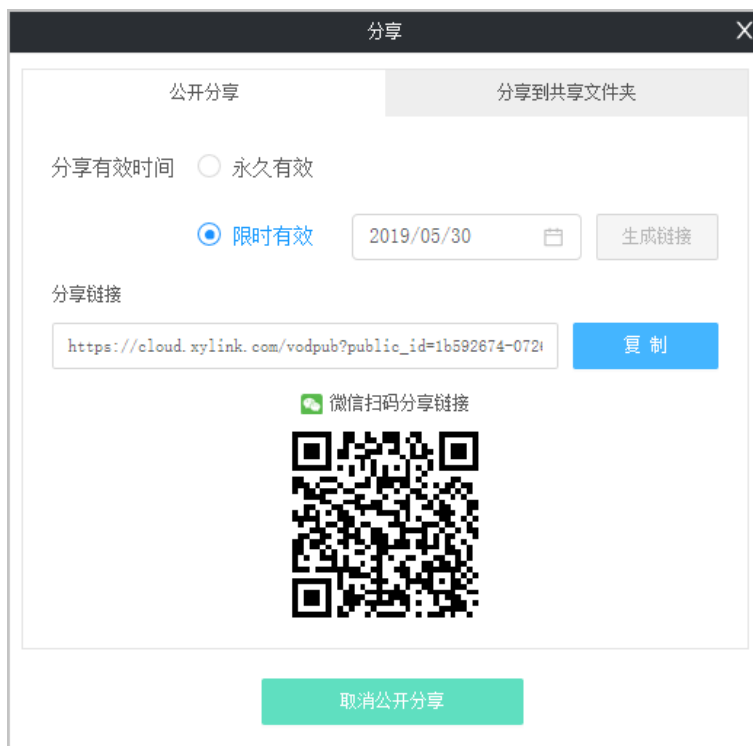 分享 X
公开分享 分享到共享文件夹
分享有效时间 永久有效
限时有效 2019/05/30 生成链接
分享链接
https://cloud.xylink.com/vodpub?public_id=1b592674-072 复 制
微信扫码分享链接
取消公开分享